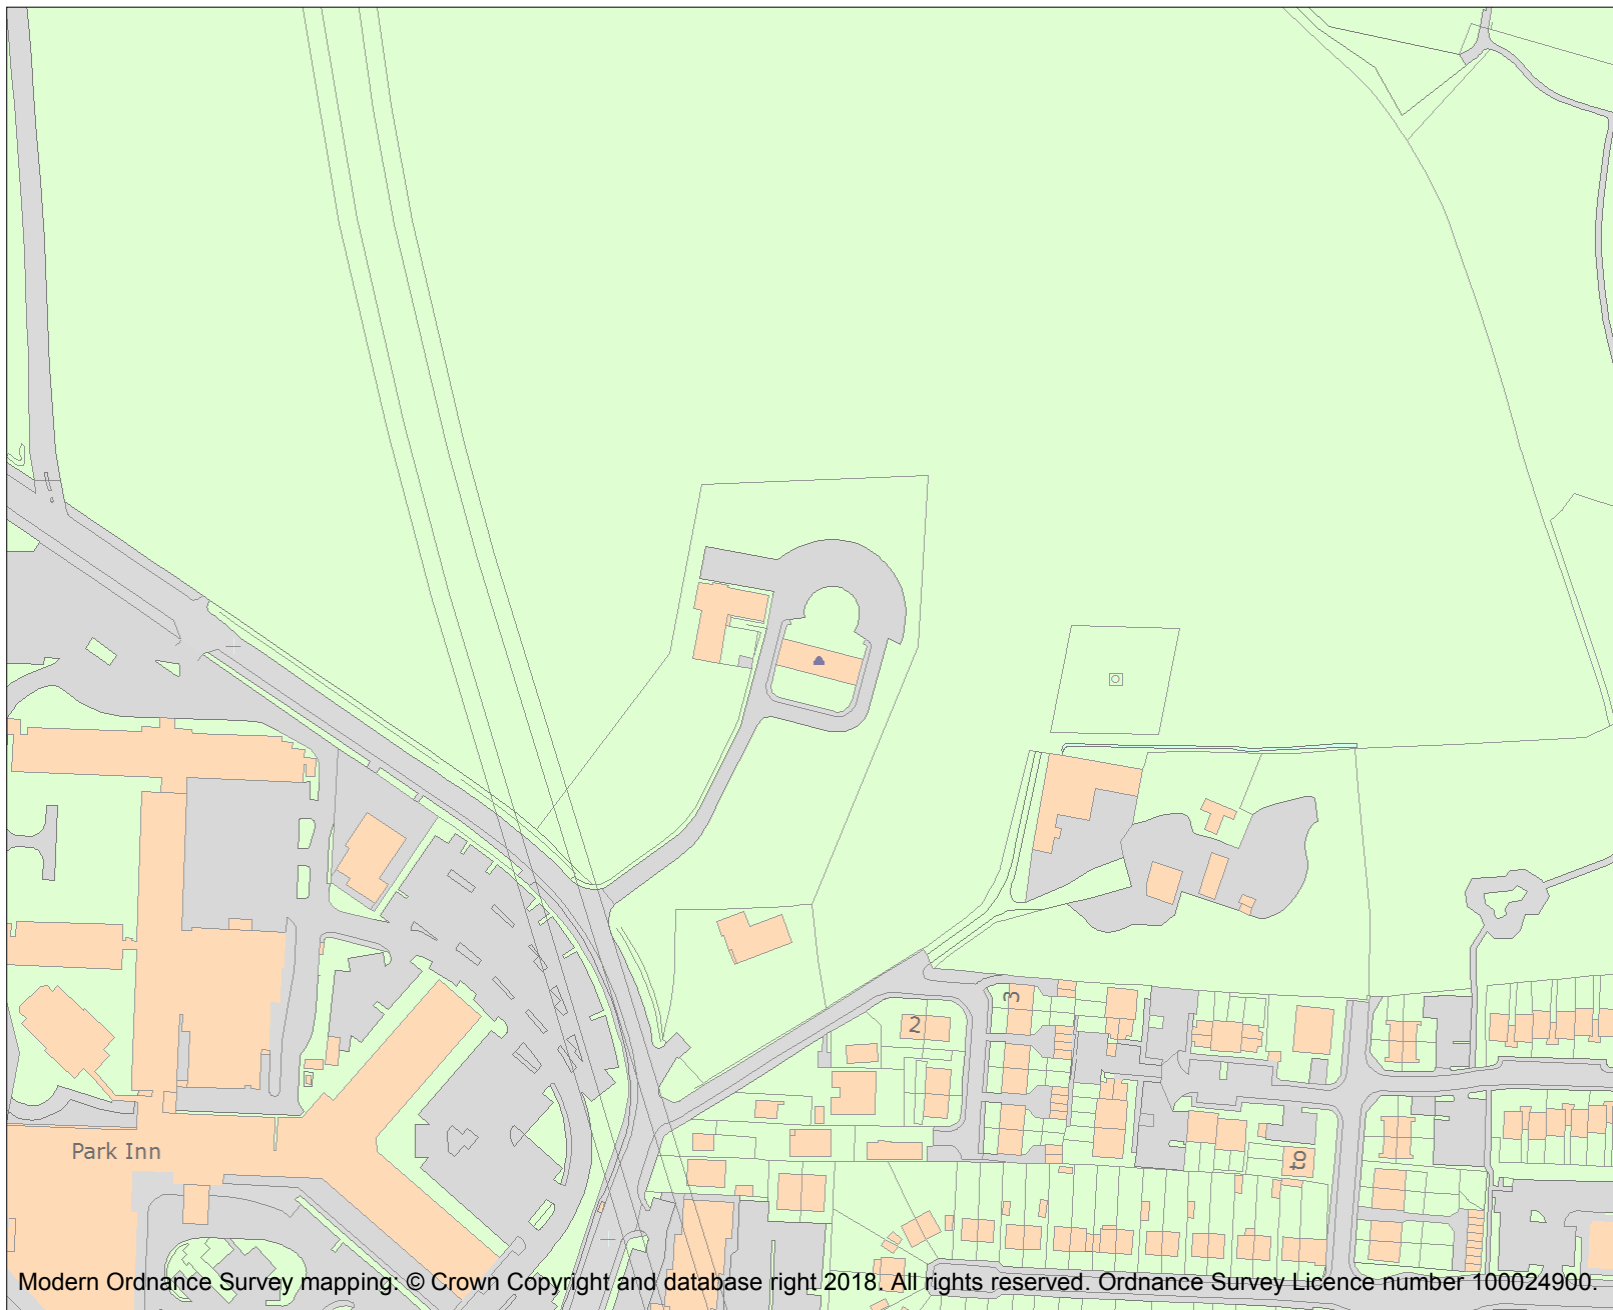 3
2
Park Inn
to
Modern Ordnance Survey mapping: © Crown Copyright and database right 2018. All rights reserved. Ordnance Survey Licence number 100024900.